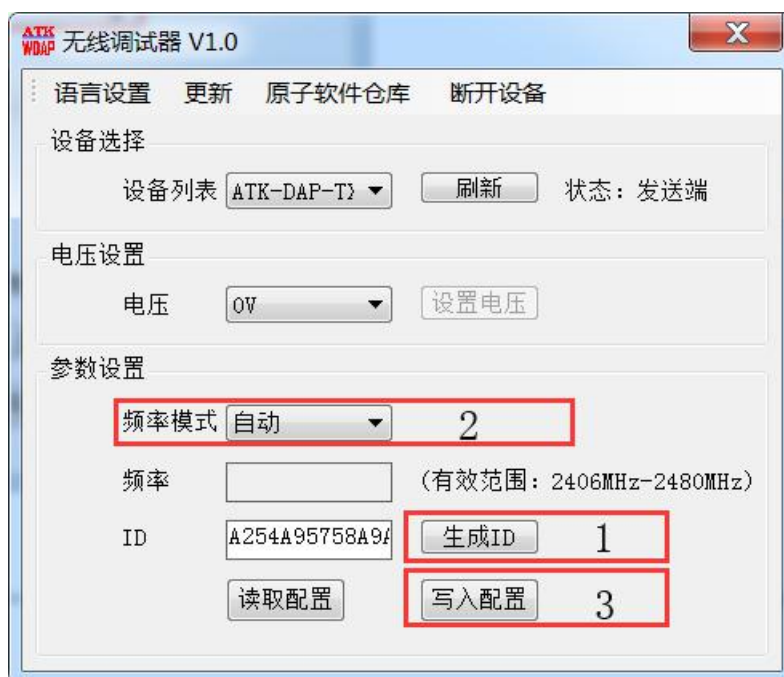 ATK WDAP 无线调试器 V1.0 X
语言设置 更新 原子软件仓库 断开设备
设备选择
设备列表 ATK-DAP-TX 刷新 状态：发送端
电压设置
电压 0V 设置电压
参数设置
频率模式 自动 2
频率 (有效范围：2406MHz-2480MHz)
ID A254A95758A9A 生成ID 1
读取配置 写入配置 3